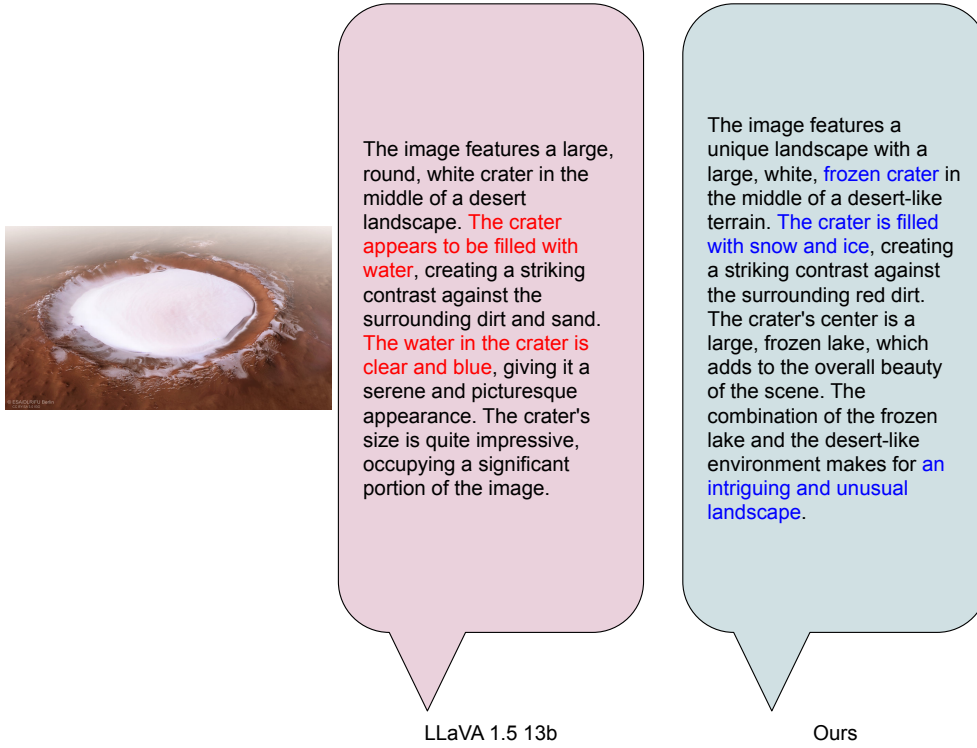 The image features a large,
round, white crater in the
middle of a desert
landscape. The crater
appears to be filled with
water, creating a striking
contrast against the
surrounding dirt and sand.
The water in the crater is
clear and blue, giving it a
serene and picturesque
appearance. The crater's
size is quite impressive,
occupying a significant
portion of the image.
LLaVA 1.5 13b
The image features a
unique landscape with a
large, white, frozen crater in
the middle of a desert-like
terrain. The crater is filled
with snow and ice, creating
a striking contrast against
the surrounding red dirt.
The crater's center is a
large, frozen lake, which
adds to the overall beauty
of the scene. The
combination of the frozen
lake and the desert-like
environment makes for an
intriguing and unusual
landscape.
Ours